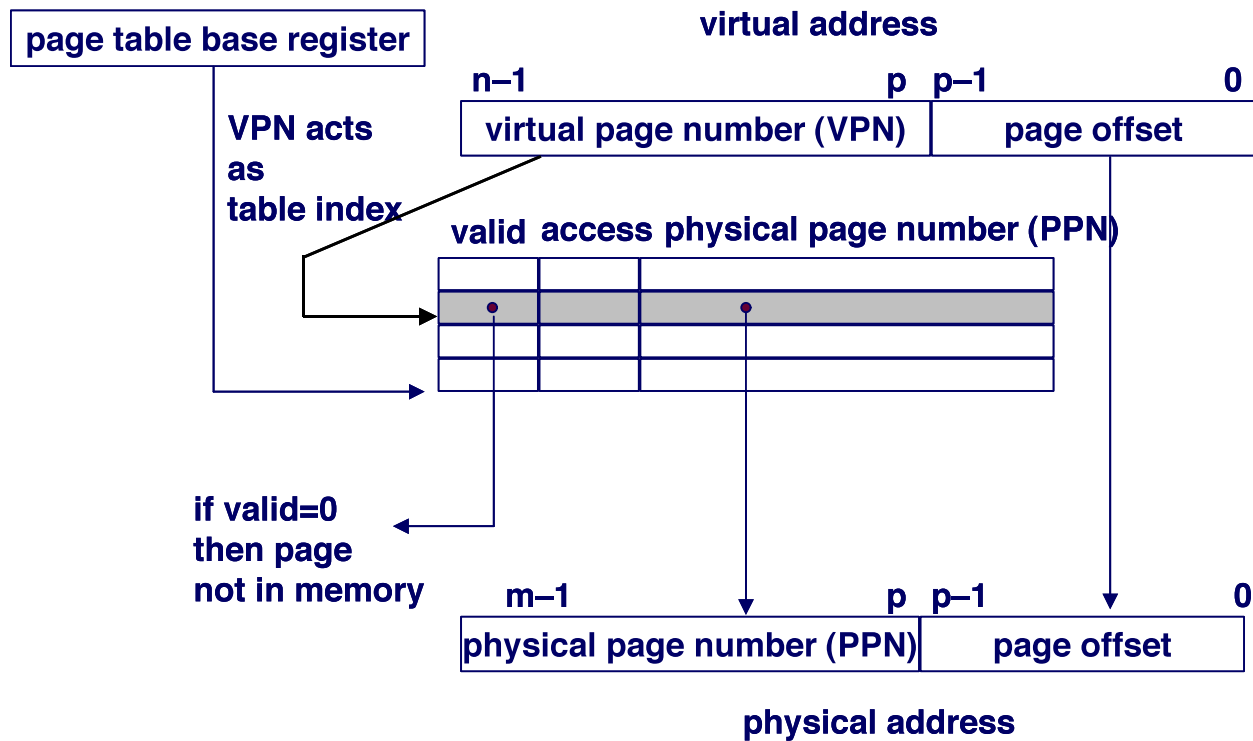 page table base register
virtual address
n–1 p p–1 0
virtual page number (VPN) page offset
VPN acts
as
table index
valid access physical page number (PPN)
if valid=0
then page
not in memory
m–1 p p–1 0
physical page number (PPN) page offset
physical address